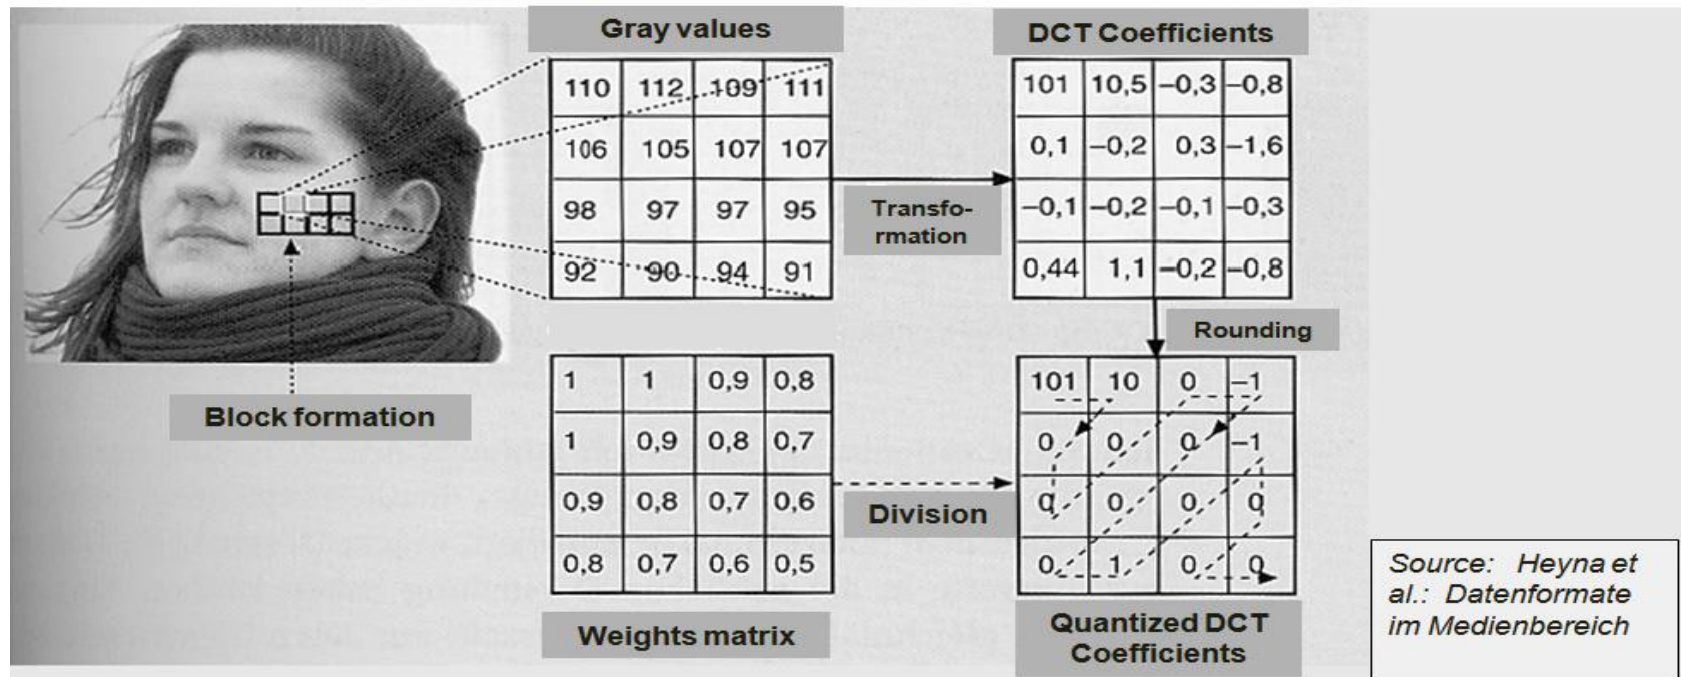 Gray values
DCT Coefficients
110 112 109 111
106 105 107 107
98 97 97 95
92 90 94 91
101 10,5 −0,3 −0,8
0,1 −0,2 0,3 −1,6
−0,1 −0,2 −0,1 −0,3
0,44 1,1 −0,2 −0,8
Transfo-
rmation
Rounding
Block formation
1 1 0,9 0,8
1 0,9 0,8 0,7
0,9 0,8 0,7 0,6
0,8 0,7 0,6 0,5
Division
101 10 0 −1
0 0 0 −1
0 0 0 0
0 1 0 0
Weights matrix
Quantized DCT
Coefficients
Source: Heyna et
al.: Datenformate
im Medienbereich